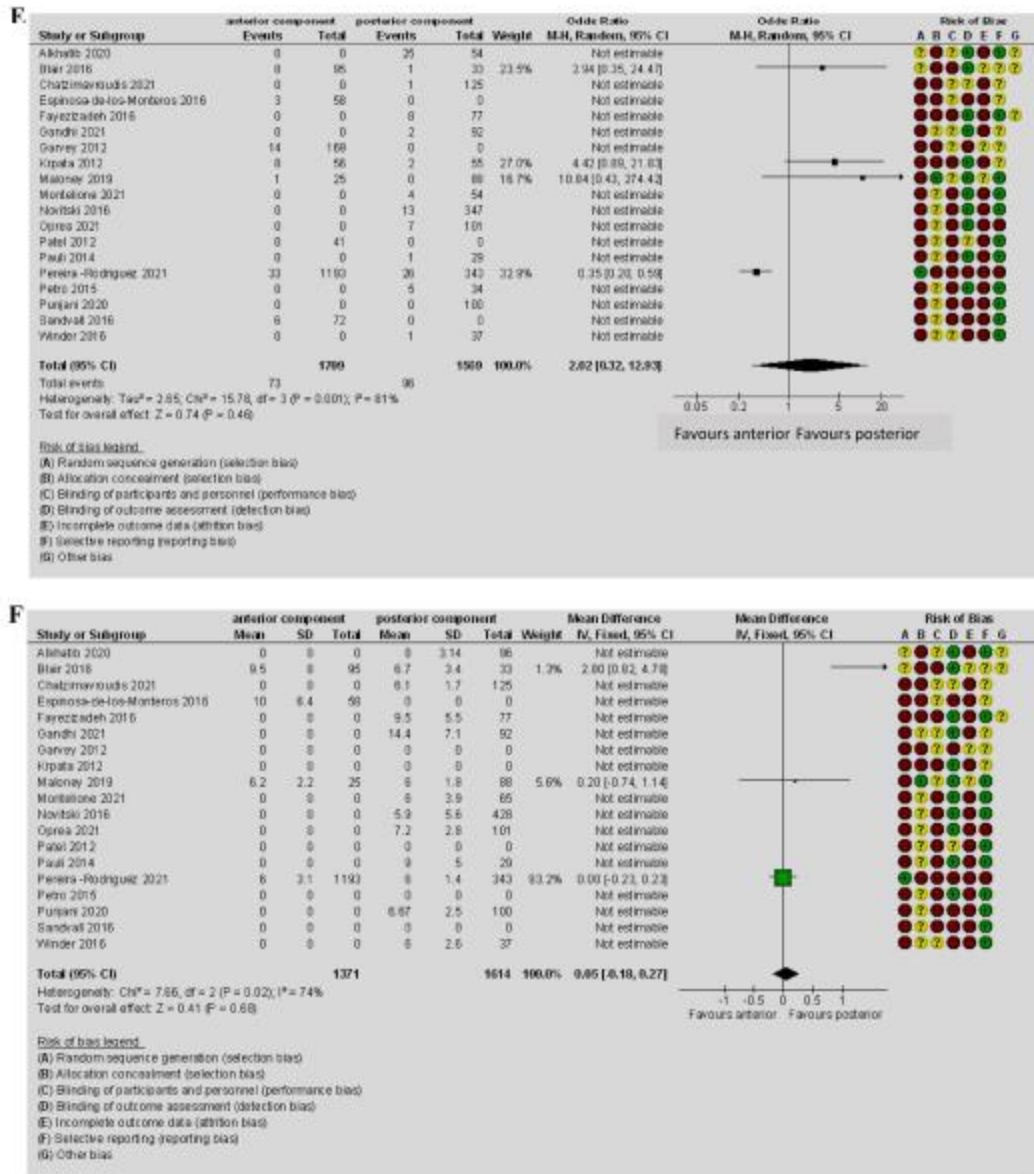 E
anterior component posterior component Odds Ratio Odds Ratio Risk of Bias
Study or Subgroup Events Total Events Total Weight M-H, Random, 95% CI M-H, Random, 95% CI A B C D E F G
Alkhatib 2020 0 0 25 54 Not estimable
Blair 2016 8 95 1 33 23.5% 2.94 [0.35, 24.47]
Chatzimavroudis 2021 0 0 1 125 Not estimable
Espinosa-de-los-Monteros 2016 3 58 0 0 Not estimable
Fayezizadeh 2016 0 0 8 77 Not estimable
Gandhi 2021 0 0 2 92 Not estimable
Garvey 2012 14 169 0 0 Not estimable
Krpata 2012 8 56 2 55 27.0% 4.42 [0.89, 21.83]
Maloney 2019 1 25 0 88 16.7% 10.84 [0.43, 274.42]
Montelione 2021 0 0 4 54 Not estimable
Novitski 2016 0 0 13 347 Not estimable
Oprea 2021 0 0 7 101 Not estimable
Patel 2012 0 41 0 0 Not estimable
Pauli 2014 0 0 1 29 Not estimable
Pereira-Rodriguez 2021 33 1193 26 343 32.9% 0.35 [0.20, 0.59]
Petro 2015 0 0 5 34 Not estimable
Punjani 2020 0 0 0 100 Not estimable
Sandvall 2016 6 72 0 0 Not estimable
Winder 2016 0 0 1 37 Not estimable
Total (95% CI) 1709 1569 100.0% 2.02 [0.32, 12.93]
Total events 73 96
Heterogeneity: Tau² = 2.65; Chi² = 15.78, df = 3 (P = 0.001); I² = 81%
Test for overall effect: Z = 0.74 (P = 0.46)
0.05 0.2 1 5 20
Favours anterior Favours posterior
Risk of bias legend
(A) Random sequence generation (selection bias)
(B) Allocation concealment (selection bias)
(C) Blinding of participants and personnel (performance bias)
(D) Blinding of outcome assessment (detection bias)
(E) Incomplete outcome data (attrition bias)
(F) Selective reporting (reporting bias)
(G) Other bias
F
anterior component posterior component Mean Difference Mean Difference Risk of Bias
Study or Subgroup Mean SD Total Mean SD Total Weight IV, Fixed, 95% CI IV, Fixed, 95% CI A B C D E F G
Alkhatib 2020 0 0 0 8 3.14 96 Not estimable
Blair 2016 9.5 8 95 6.7 3.4 33 1.3% 2.80 [0.82, 4.78]
Chatzimavroudis 2021 0 0 0 6.1 1.7 125 Not estimable
Espinosa-de-los-Monteros 2016 10 6.4 58 0 0 0 Not estimable
Fayezizadeh 2016 0 0 0 9.5 5.5 77 Not estimable
Gandhi 2021 0 0 0 14.4 7.1 92 Not estimable
Garvey 2012 0 0 0 0 0 0 Not estimable
Krpata 2012 0 0 0 0 0 0 Not estimable
Maloney 2019 6.2 2.2 25 6 1.8 88 5.6% 0.20 [-0.74, 1.14]
Montelione 2021 0 0 0 6 3.9 65 Not estimable
Novitski 2016 0 0 0 5.9 5.6 428 Not estimable
Oprea 2021 0 0 0 7.2 2.8 101 Not estimable
Patel 2012 0 0 0 0 0 0 Not estimable
Pauli 2014 0 0 0 9 5 29 Not estimable
Pereira-Rodriguez 2021 6 3.1 1193 6 1.4 343 93.2% 0.00 [-0.23, 0.23]
Petro 2015 0 0 0 0 0 0 Not estimable
Punjani 2020 0 0 0 6.67 2.5 100 Not estimable
Sandvall 2016 0 0 0 0 0 0 Not estimable
Winder 2016 0 0 0 6 2.6 37 Not estimable
Total (95% CI) 1371 1614 100.0% 0.05 [-0.18, 0.27]
Heterogeneity: Chi² = 7.66, df = 2 (P = 0.02); I² = 74%
Test for overall effect: Z = 0.41 (P = 0.68)
-1 -0.5 0 0.5 1
Favours anterior Favours posterior
Risk of bias legend
(A) Random sequence generation (selection bias)
(B) Allocation concealment (selection bias)
(C) Blinding of participants and personnel (performance bias)
(D) Blinding of outcome assessment (detection bias)
(E) Incomplete outcome data (attrition bias)
(F) Selective reporting (reporting bias)
(G) Other bias